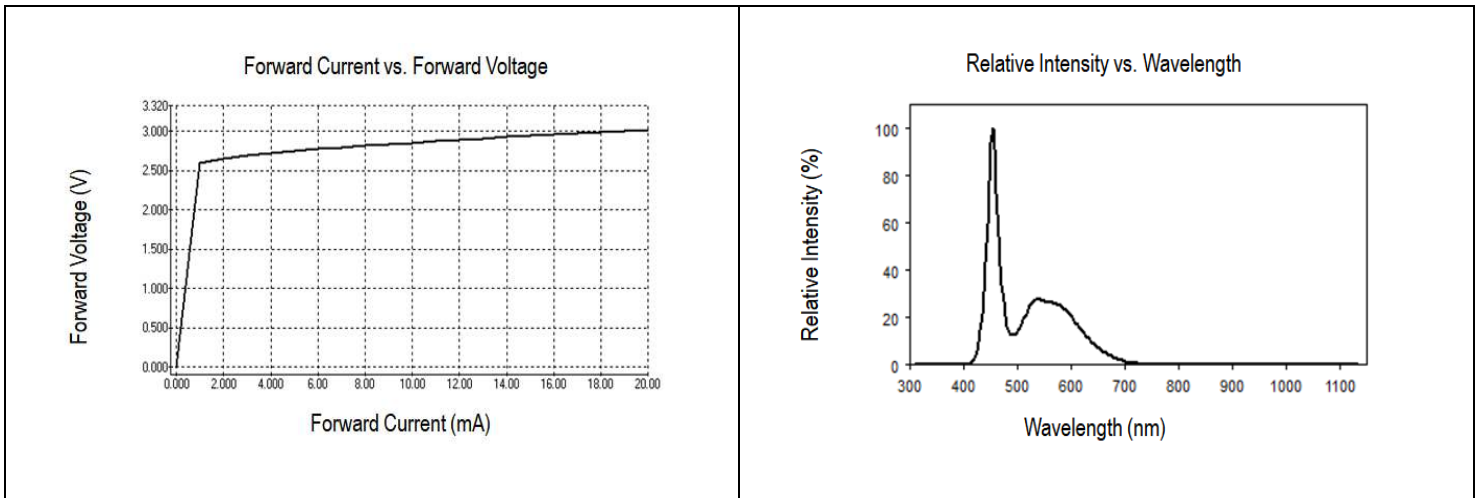 Forward Current vs. Forward Voltage
3.320
3.000
2.500
2.000
1.500
1.000
0.500
0.000
Forward Voltage (V)
0.000 2.000 4.000 6.00 8.00 10.00 12.00 14.00 16.00 18.00 20.00
Forward Current (mA)
Relative Intensity vs. Wavelength
100
80
60
40
20
0
Relative Intensity (%)
300 400 500 600 700 800 900 1000 1100
Wavelength (nm)